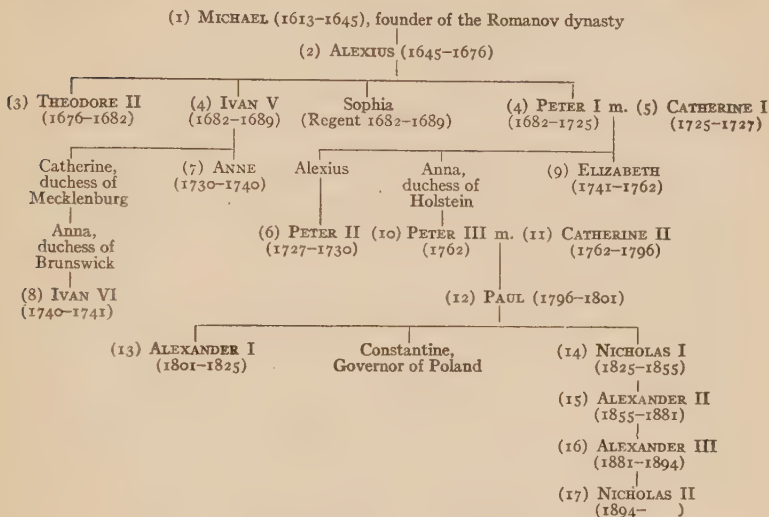 (1) MICHAEL (1613–1645), founder of the Romanov dynasty
(2) ALEXIUS (1645–1676)
(3) THEODORE II (4) IVAN V Sophia (4) PETER I m. (5) CATHERINE I
(1676–1682) (1682–1689) (Regent 1682–1689) (1682–1725) (1725–1727)
Catherine, (7) ANNE Alexius Anna, (9) ELIZABETH
duchess of (1730–1740) duchess of (1741–1762)
Mecklenburg Holstein
Anna, (6) PETER II (10) PETER III m. (11) CATHERINE II
duchess of (1727–1730) (1762) (1762–1796)
Brunswick
(8) IVAN VI (12) PAUL (1796–1801)
(1740–1741)
(13) ALEXANDER I Constantine, (14) NICHOLAS I
(1801–1825) Governor of Poland (1825–1855)
(15) ALEXANDER II
(1855–1881)
(16) ALEXANDER III
(1881–1894)
(17) NICHOLAS II
(1894– )